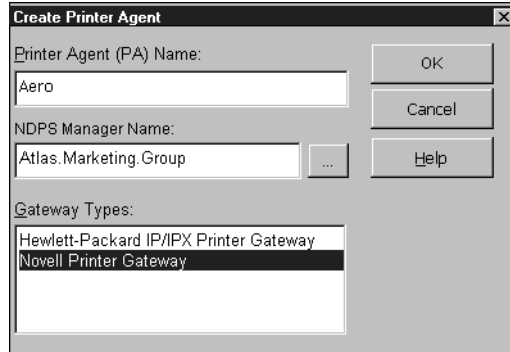 Create Printer Agent
Printer Agent (PA) Name:
Aero
OK
Cancel
NDPS Manager Name:
Atlas.Marketing.Group
...
Help
Gateway Types:
Hewlett-Packard IP/IPX Printer Gateway
Novell Printer Gateway